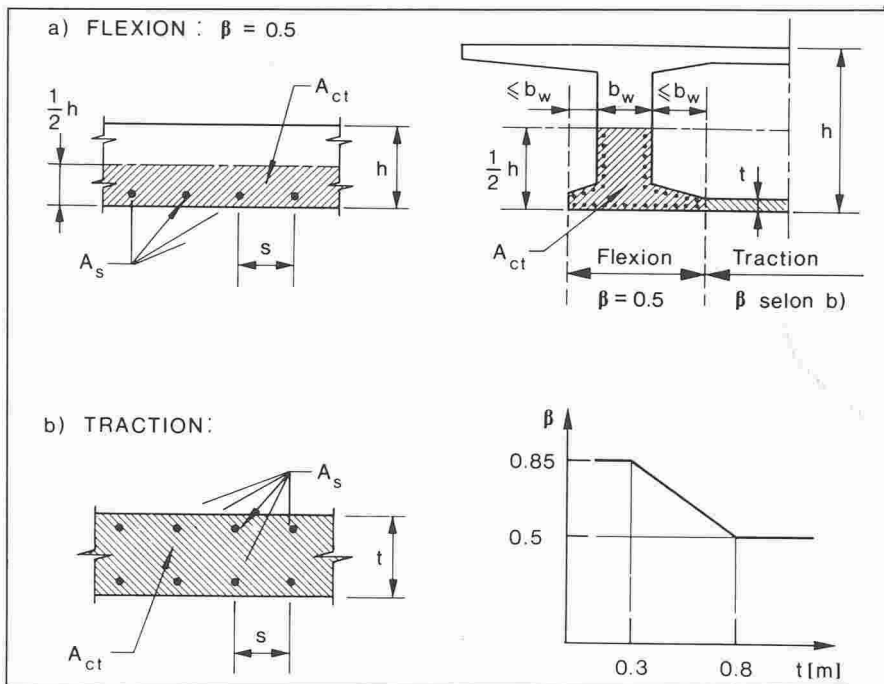 a) FLEXION : β = 0.5
A_ct
½ h
h
A_s
s
≤ b_w b_w ≤ b_w
½ h
h
t
A_ct
Flexion Traction
β = 0.5 β selon b)
b) TRACTION:
A_s
t
A_ct
s
β
0.85
0.5
0.3 0.8 t [m]